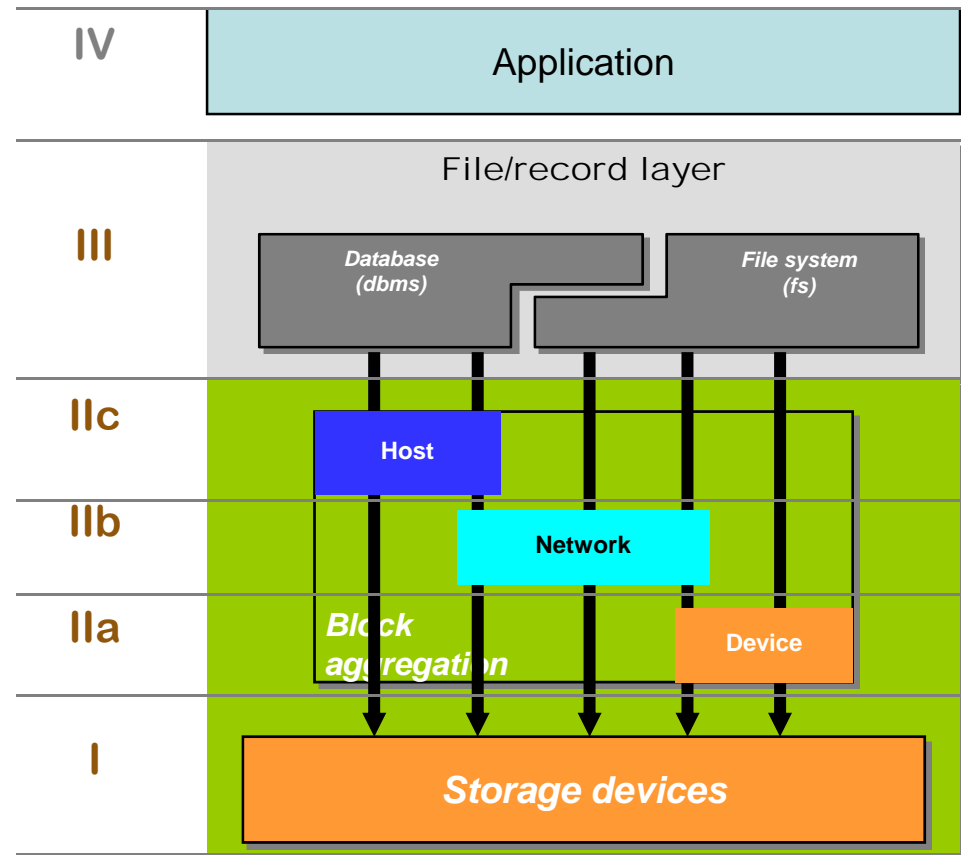 IV
Application
File/record layer
III
Database
(dbms)
File system
(fs)
IIc
Host
IIb
Network
IIa
Block
aggregation
Device
I
Storage devices